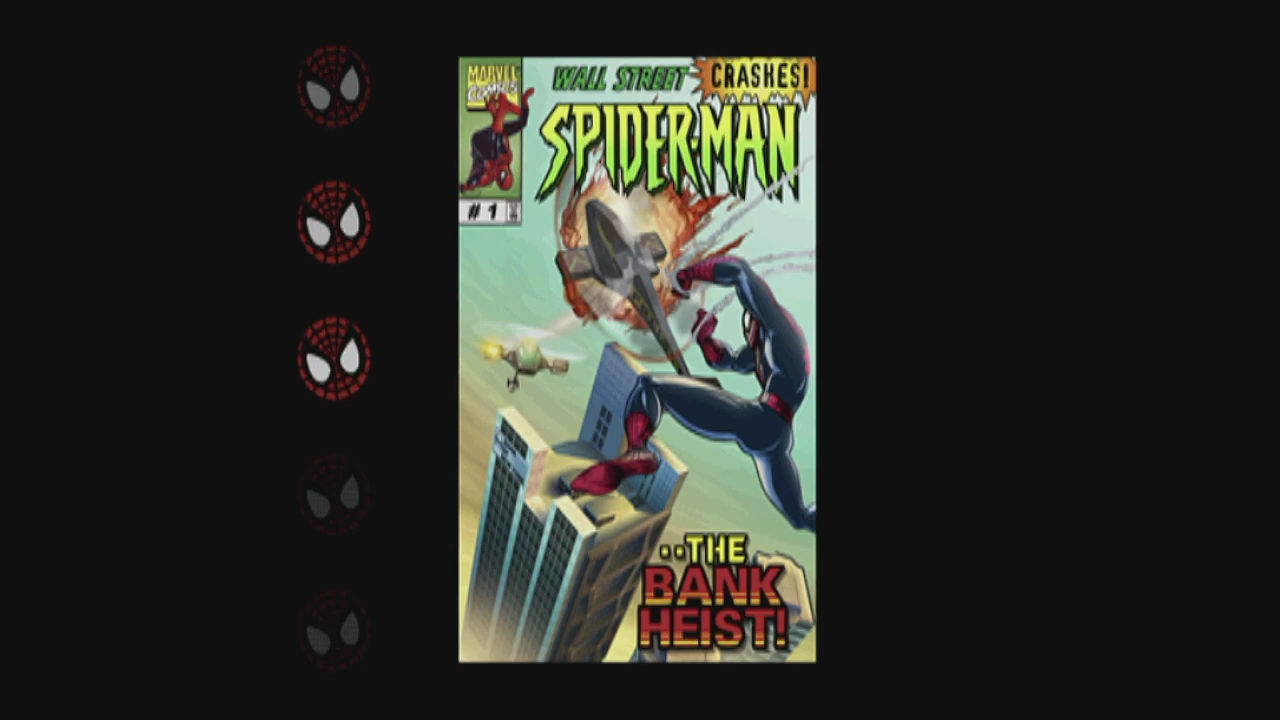 MARVEL
COMICS
WALL STREET
CRASHES!
SPIDER-MAN
# 1
..THE
BANK
HEIST!